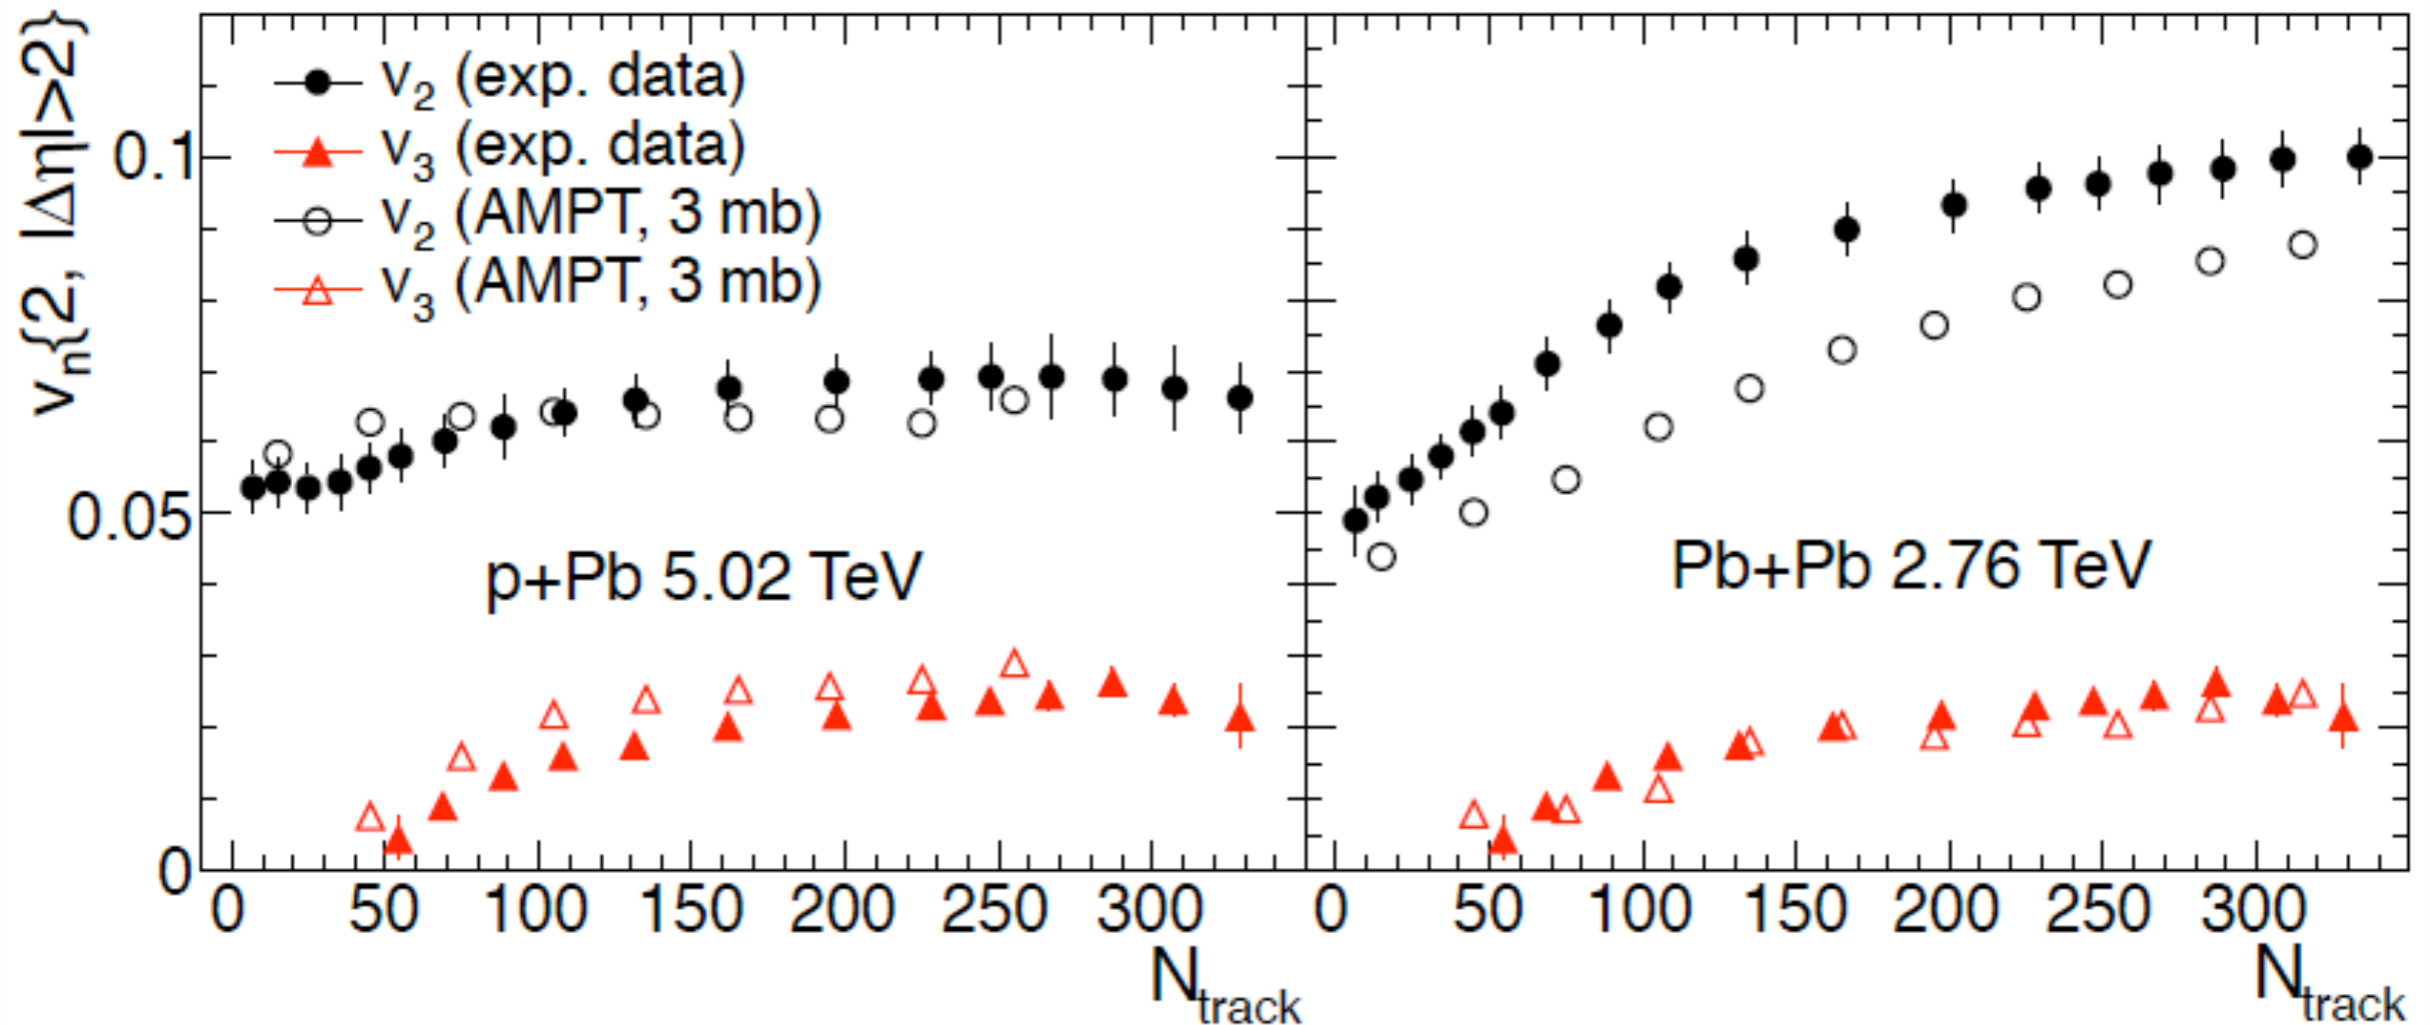 vn{2, |Δη|>2}
v2 (exp. data)
v3 (exp. data)
v2 (AMPT, 3 mb)
v3 (AMPT, 3 mb)
0.1
0.05
0
p+Pb 5.02 TeV
Pb+Pb 2.76 TeV
0 50 100 150 200 250 300
0 50 100 150 200 250 300
Ntrack
Ntrack